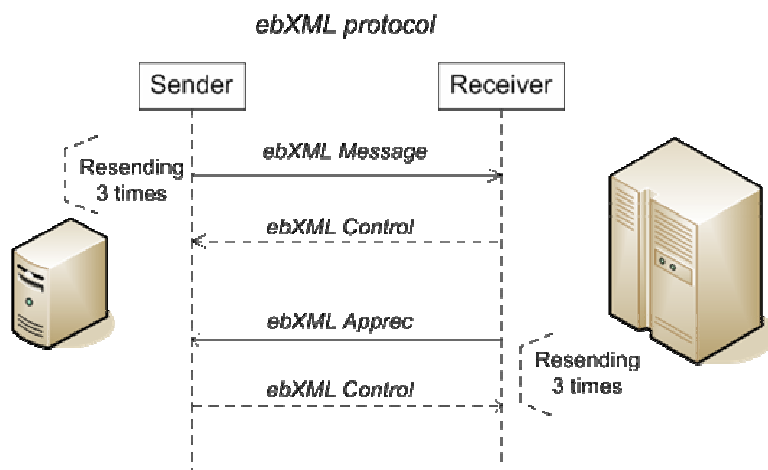 ebXML protocol
Sender
Receiver
ebXML Message
Resending
3 times
ebXML Control
ebXML Apprec
Resending
3 times
ebXML Control